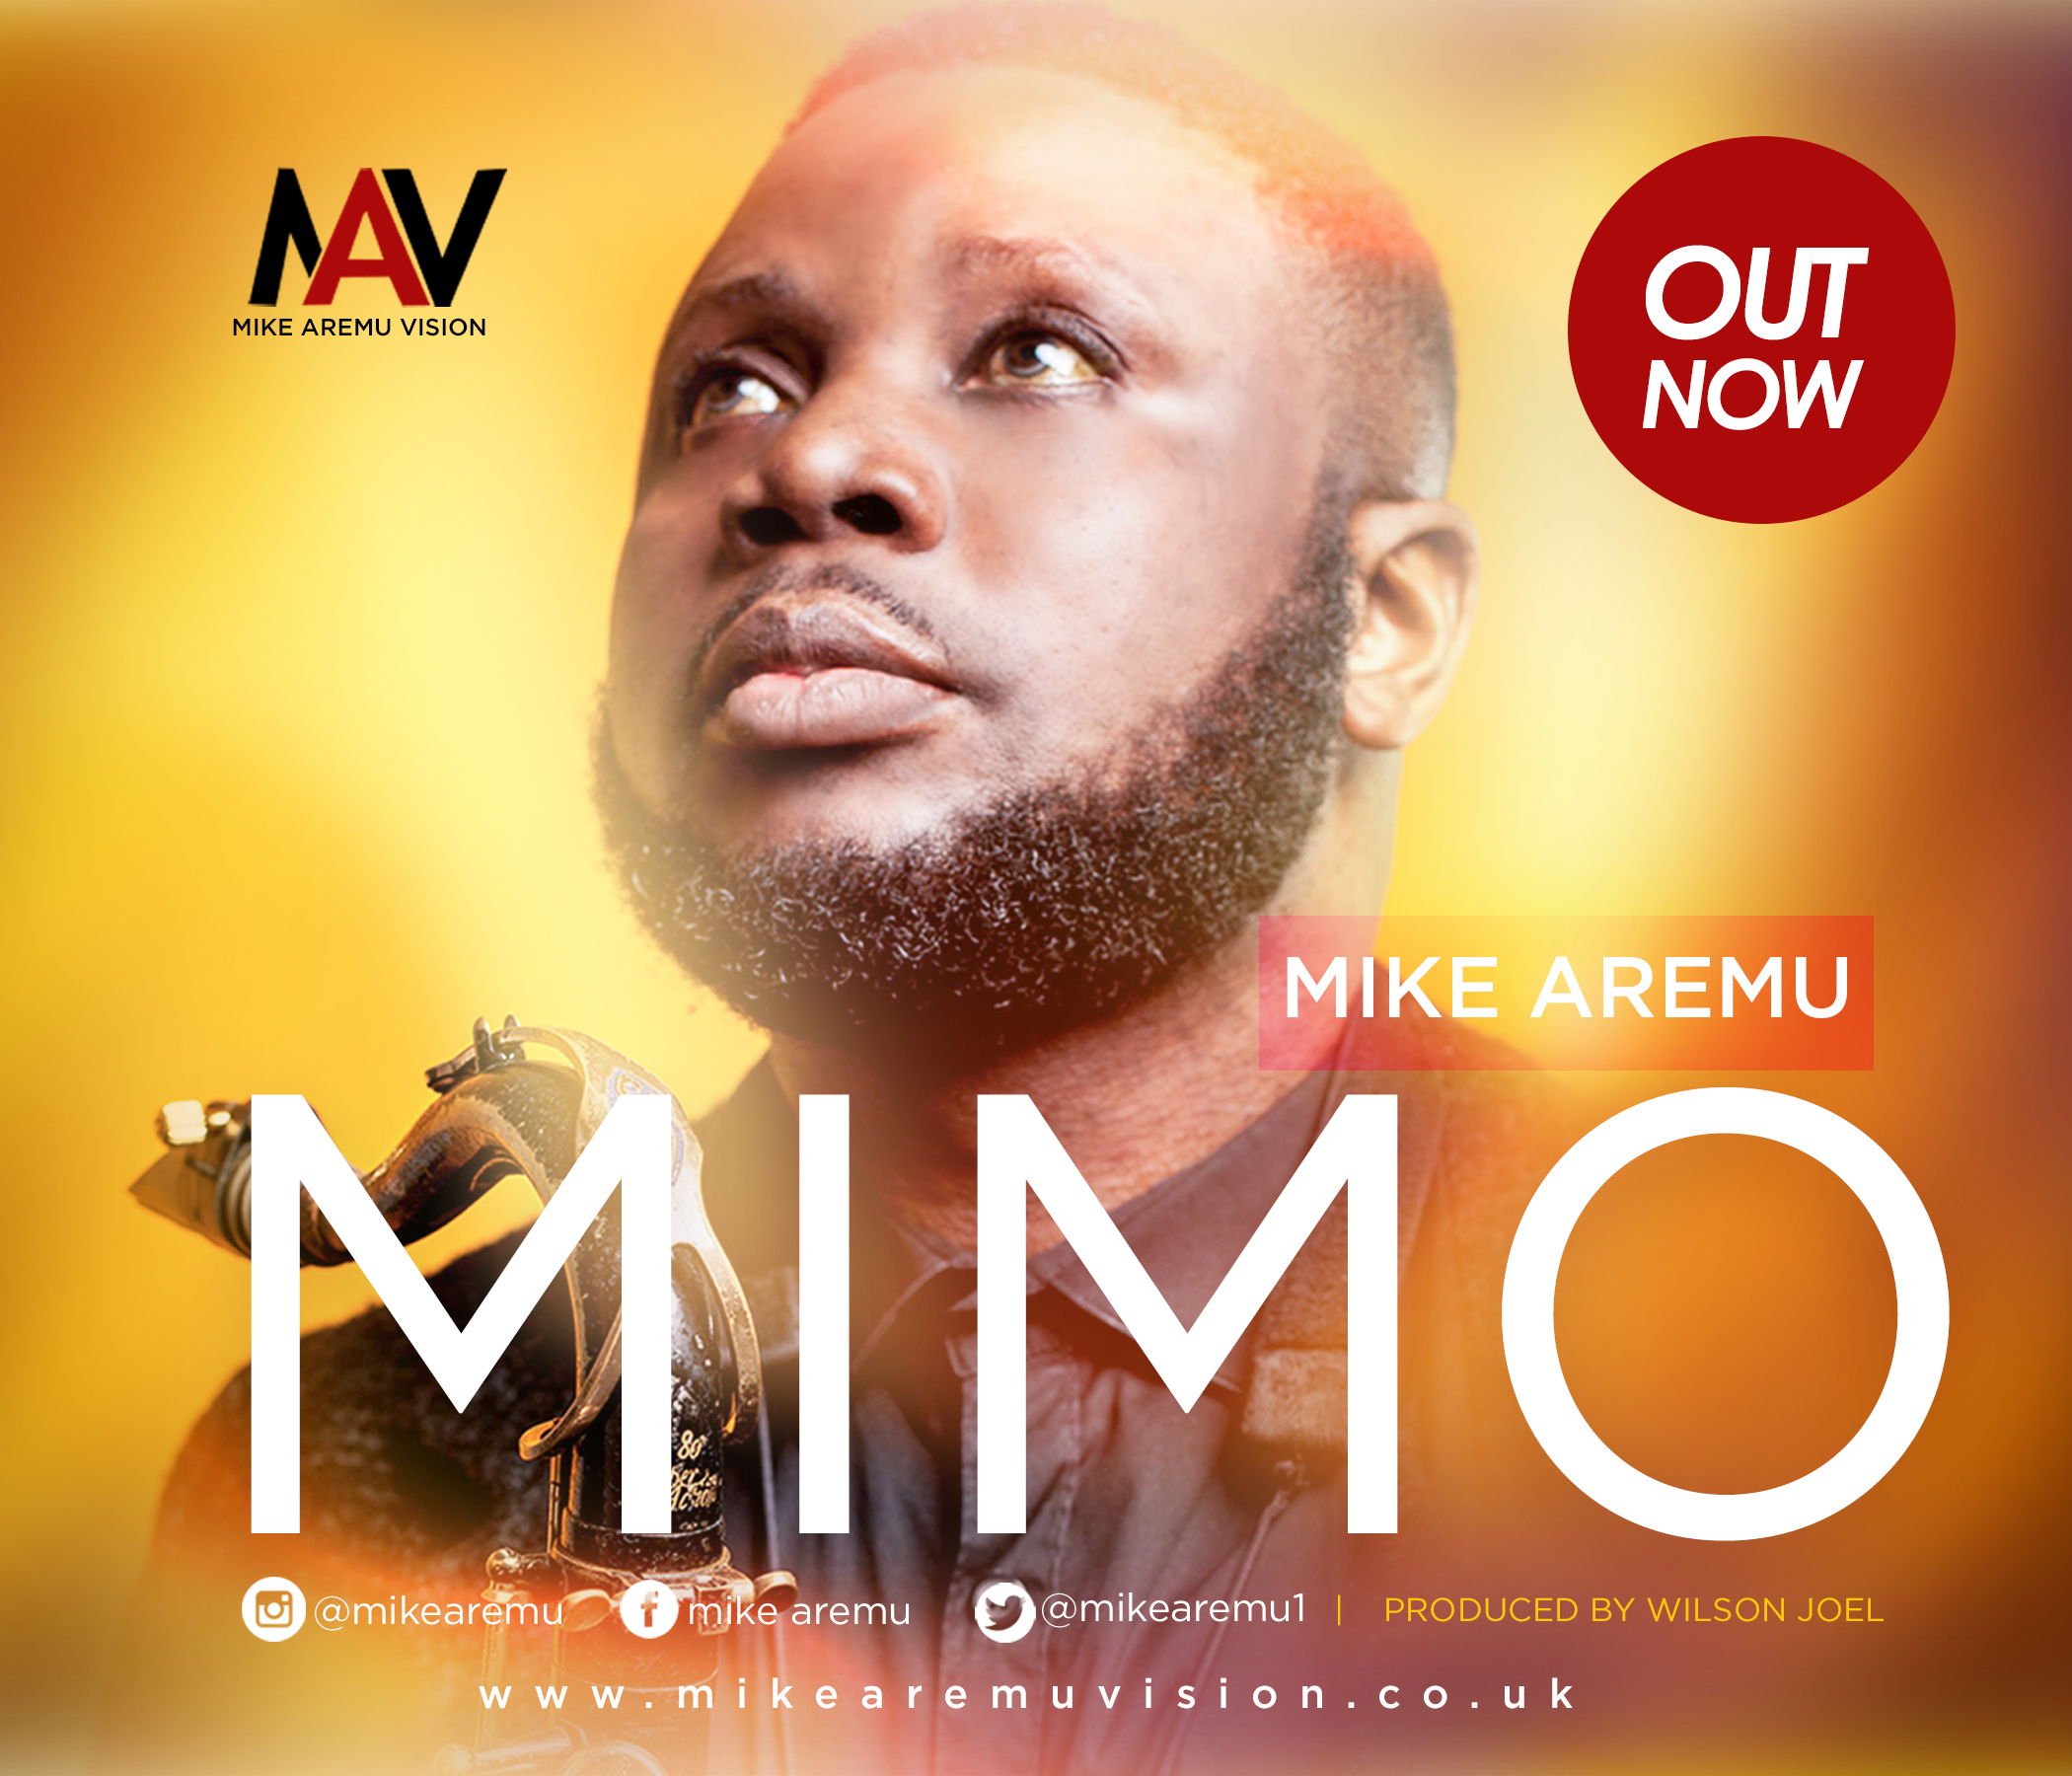 MAV
MIKE AREMU VISION
OUT
NOW
MIKE AREMU
MIMO
80
@mikearemu
mike aremu
@mikearemu1 | PRODUCED BY WILSON JOEL
www.mikearemuvision.co.uk